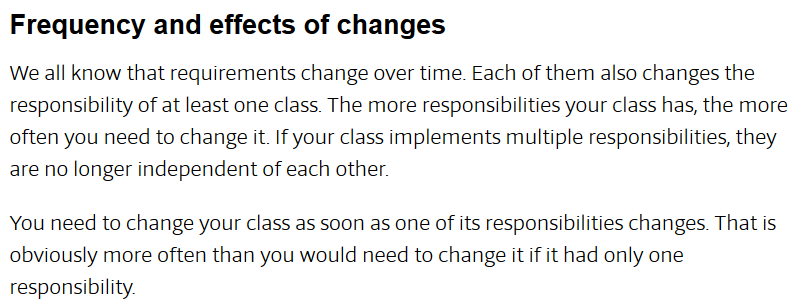 Frequency and effects of changes
We all know that requirements change over time. Each of them also changes the
responsibility of at least one class. The more responsibilities your class has, the more
often you need to change it. If your class implements multiple responsibilities, they
are no longer independent of each other.
You need to change your class as soon as one of its responsibilities changes. That is
obviously more often than you would need to change it if it had only one
responsibility.